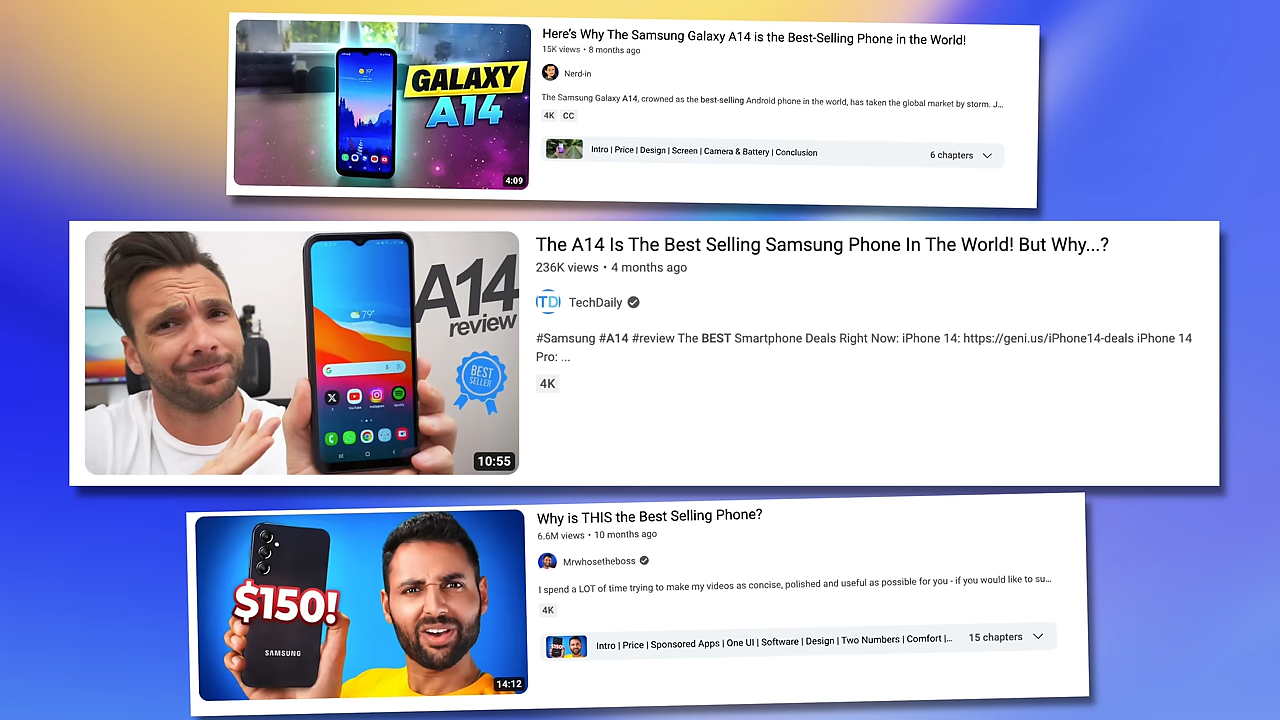 GALAXY
A14
4:09
Here's Why The Samsung Galaxy A14 is the Best-Selling Phone in the World!
15K views • 8 months ago
Nerd-in
The Samsung Galaxy A14, crowned as the best-selling Android phone in the world, has taken the global market by storm. J...
4K CC
Intro | Price | Design | Screen | Camera & Battery | Conclusion
6 chapters
79°
A14
review
BEST
SELLER
X YouTube Instagram Spotify
10:55
The A14 Is The Best Selling Samsung Phone In The World! But Why...?
236K views • 4 months ago
TD
TechDaily
#Samsung #A14 #review The BEST Smartphone Deals Right Now: iPhone 14: https://geni.us/iPhone14-deals iPhone 14
Pro: ...
4K
$150!
SAMSUNG
14:12
Why is THIS the Best Selling Phone?
6.6M views • 10 months ago
Mrwhosetheboss
I spend a LOT of time trying to make my videos as concise, polished and useful as possible for you - if you would like to su...
4K
$150!
Intro | Price | Sponsored Apps | One UI | Software | Design | Two Numbers | Comfort |...
15 chapters